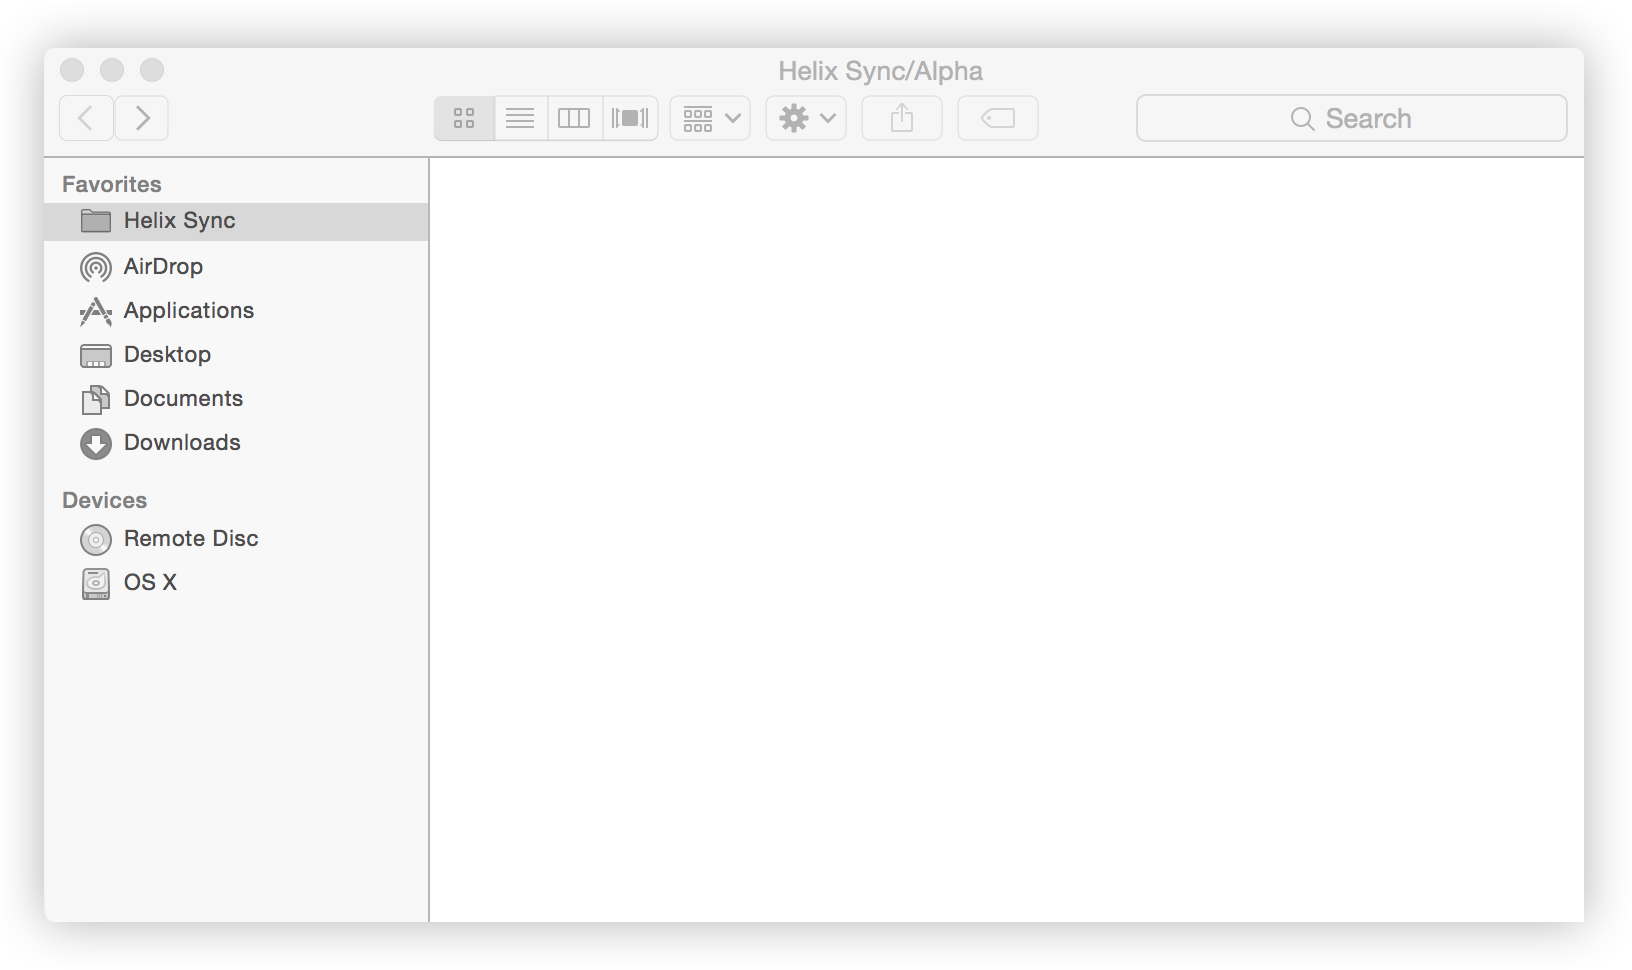 Helix Sync/Alpha
Search
Favorites
Helix Sync
AirDrop
Applications
Desktop
Documents
Downloads
Devices
Remote Disc
OS X